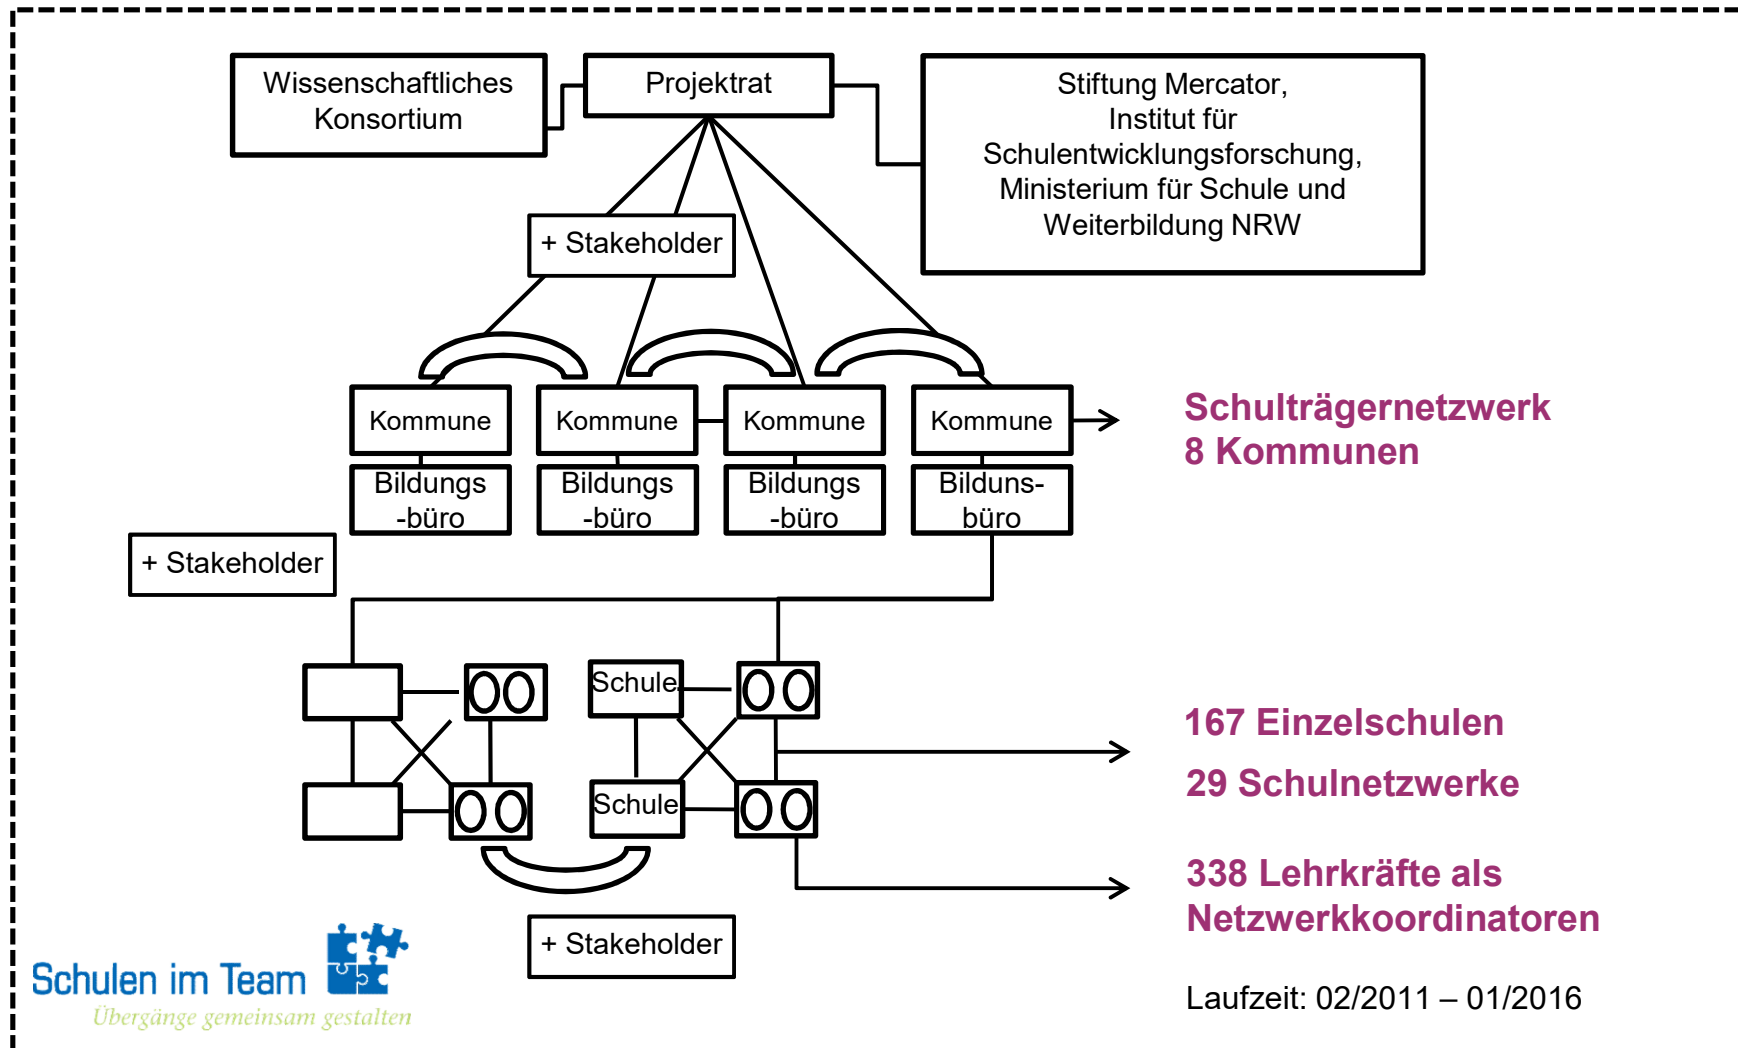 Wissenschaftliches
Konsortium
Projektrat
Stiftung Mercator,
Institut für
Schulentwicklungsforschung,
Ministerium für Schule und
Weiterbildung NRW
+ Stakeholder
Kommune
Kommune
Kommune
Kommune
Schulträgernetzwerk
8 Kommunen
Bildungs
-büro
Bildungs
-büro
Bildungs
-büro
Bilduns-
büro
+ Stakeholder
Schule
Schule
167 Einzelschulen
29 Schulnetzwerke
338 Lehrkräfte als
Netzwerkkoordinatoren
+ Stakeholder
Schulen im Team
Übergänge gemeinsam gestalten
Laufzeit: 02/2011 – 01/2016